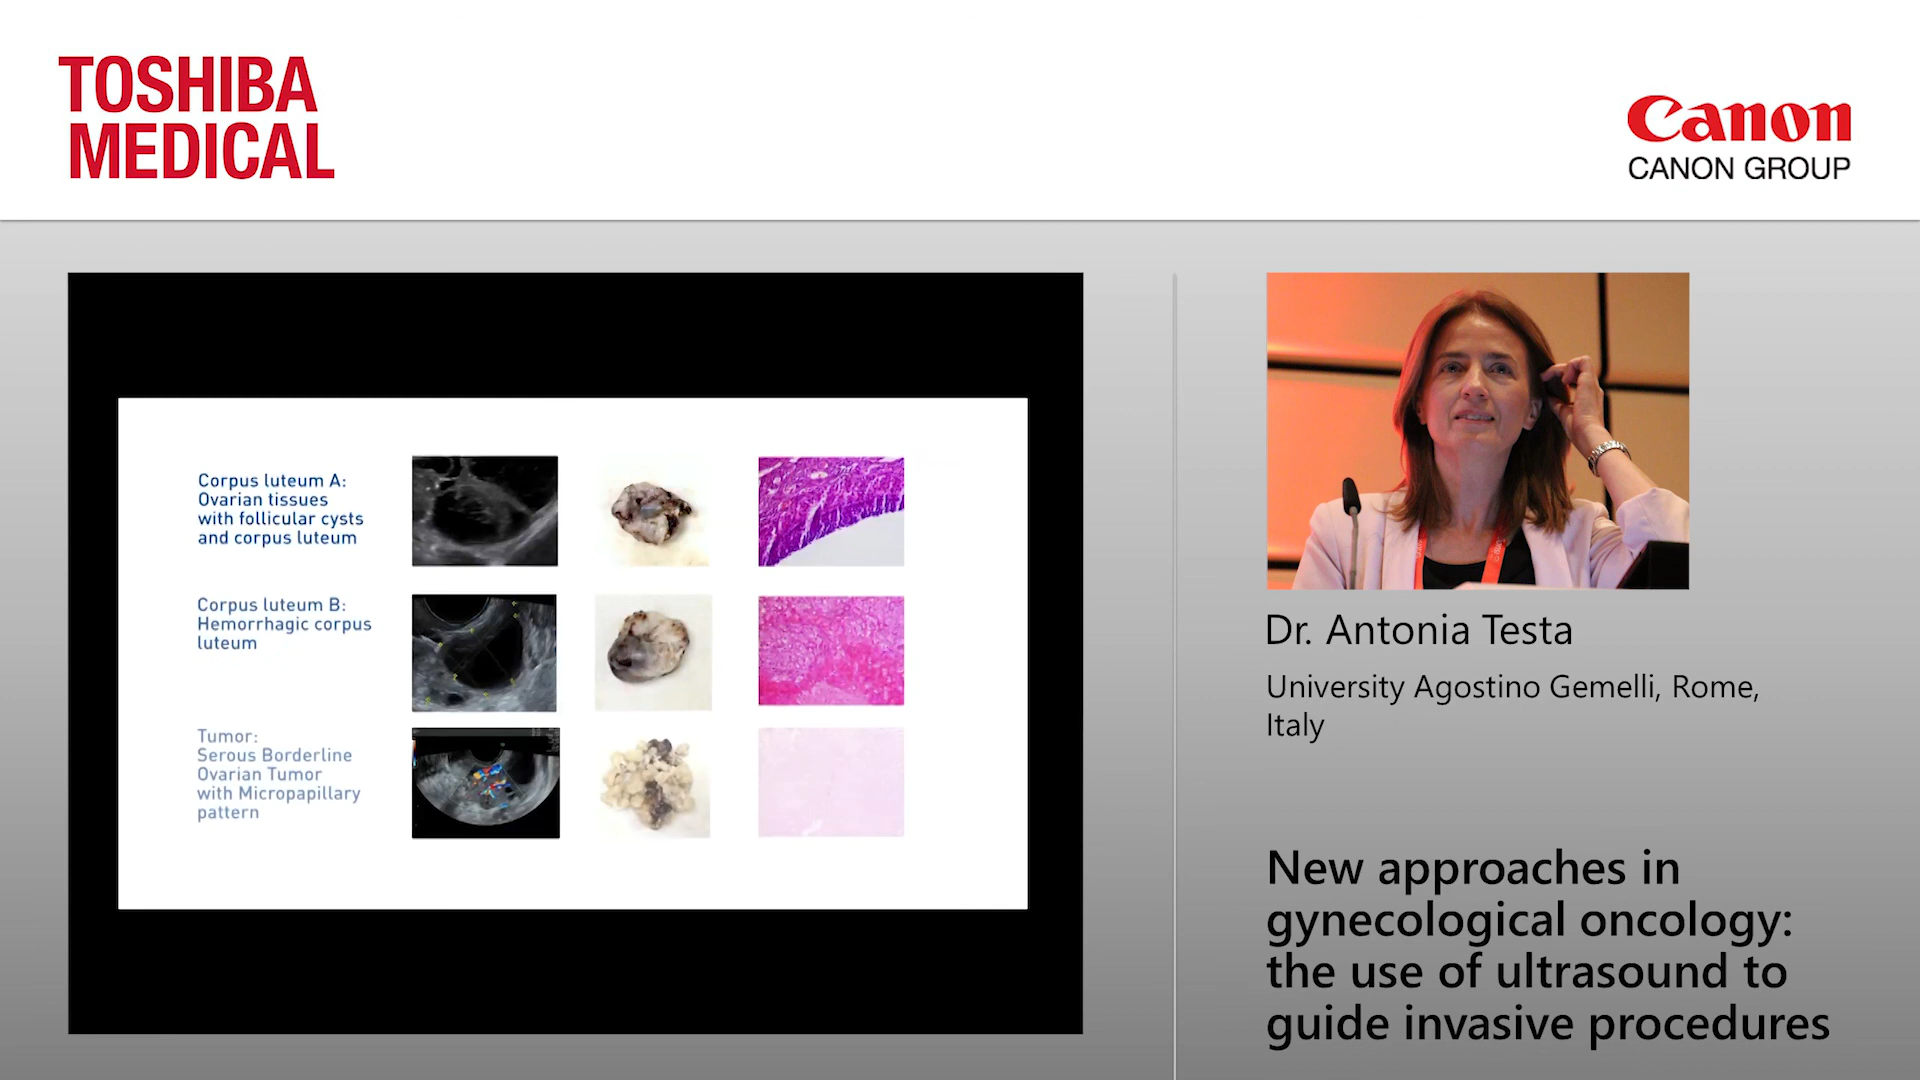 TOSHIBA
MEDICAL
Canon
CANON GROUP
Corpus luteum A:
Ovarian tissues
with follicular cysts
and corpus luteum
Corpus luteum B:
Hemorrhagic corpus
luteum
Tumor:
Serous Borderline
Ovarian Tumor
with Micropapillary
pattern
Dr. Antonia Testa
University Agostino Gemelli, Rome,
Italy
New approaches in
gynecological oncology:
the use of ultrasound to
guide invasive procedures